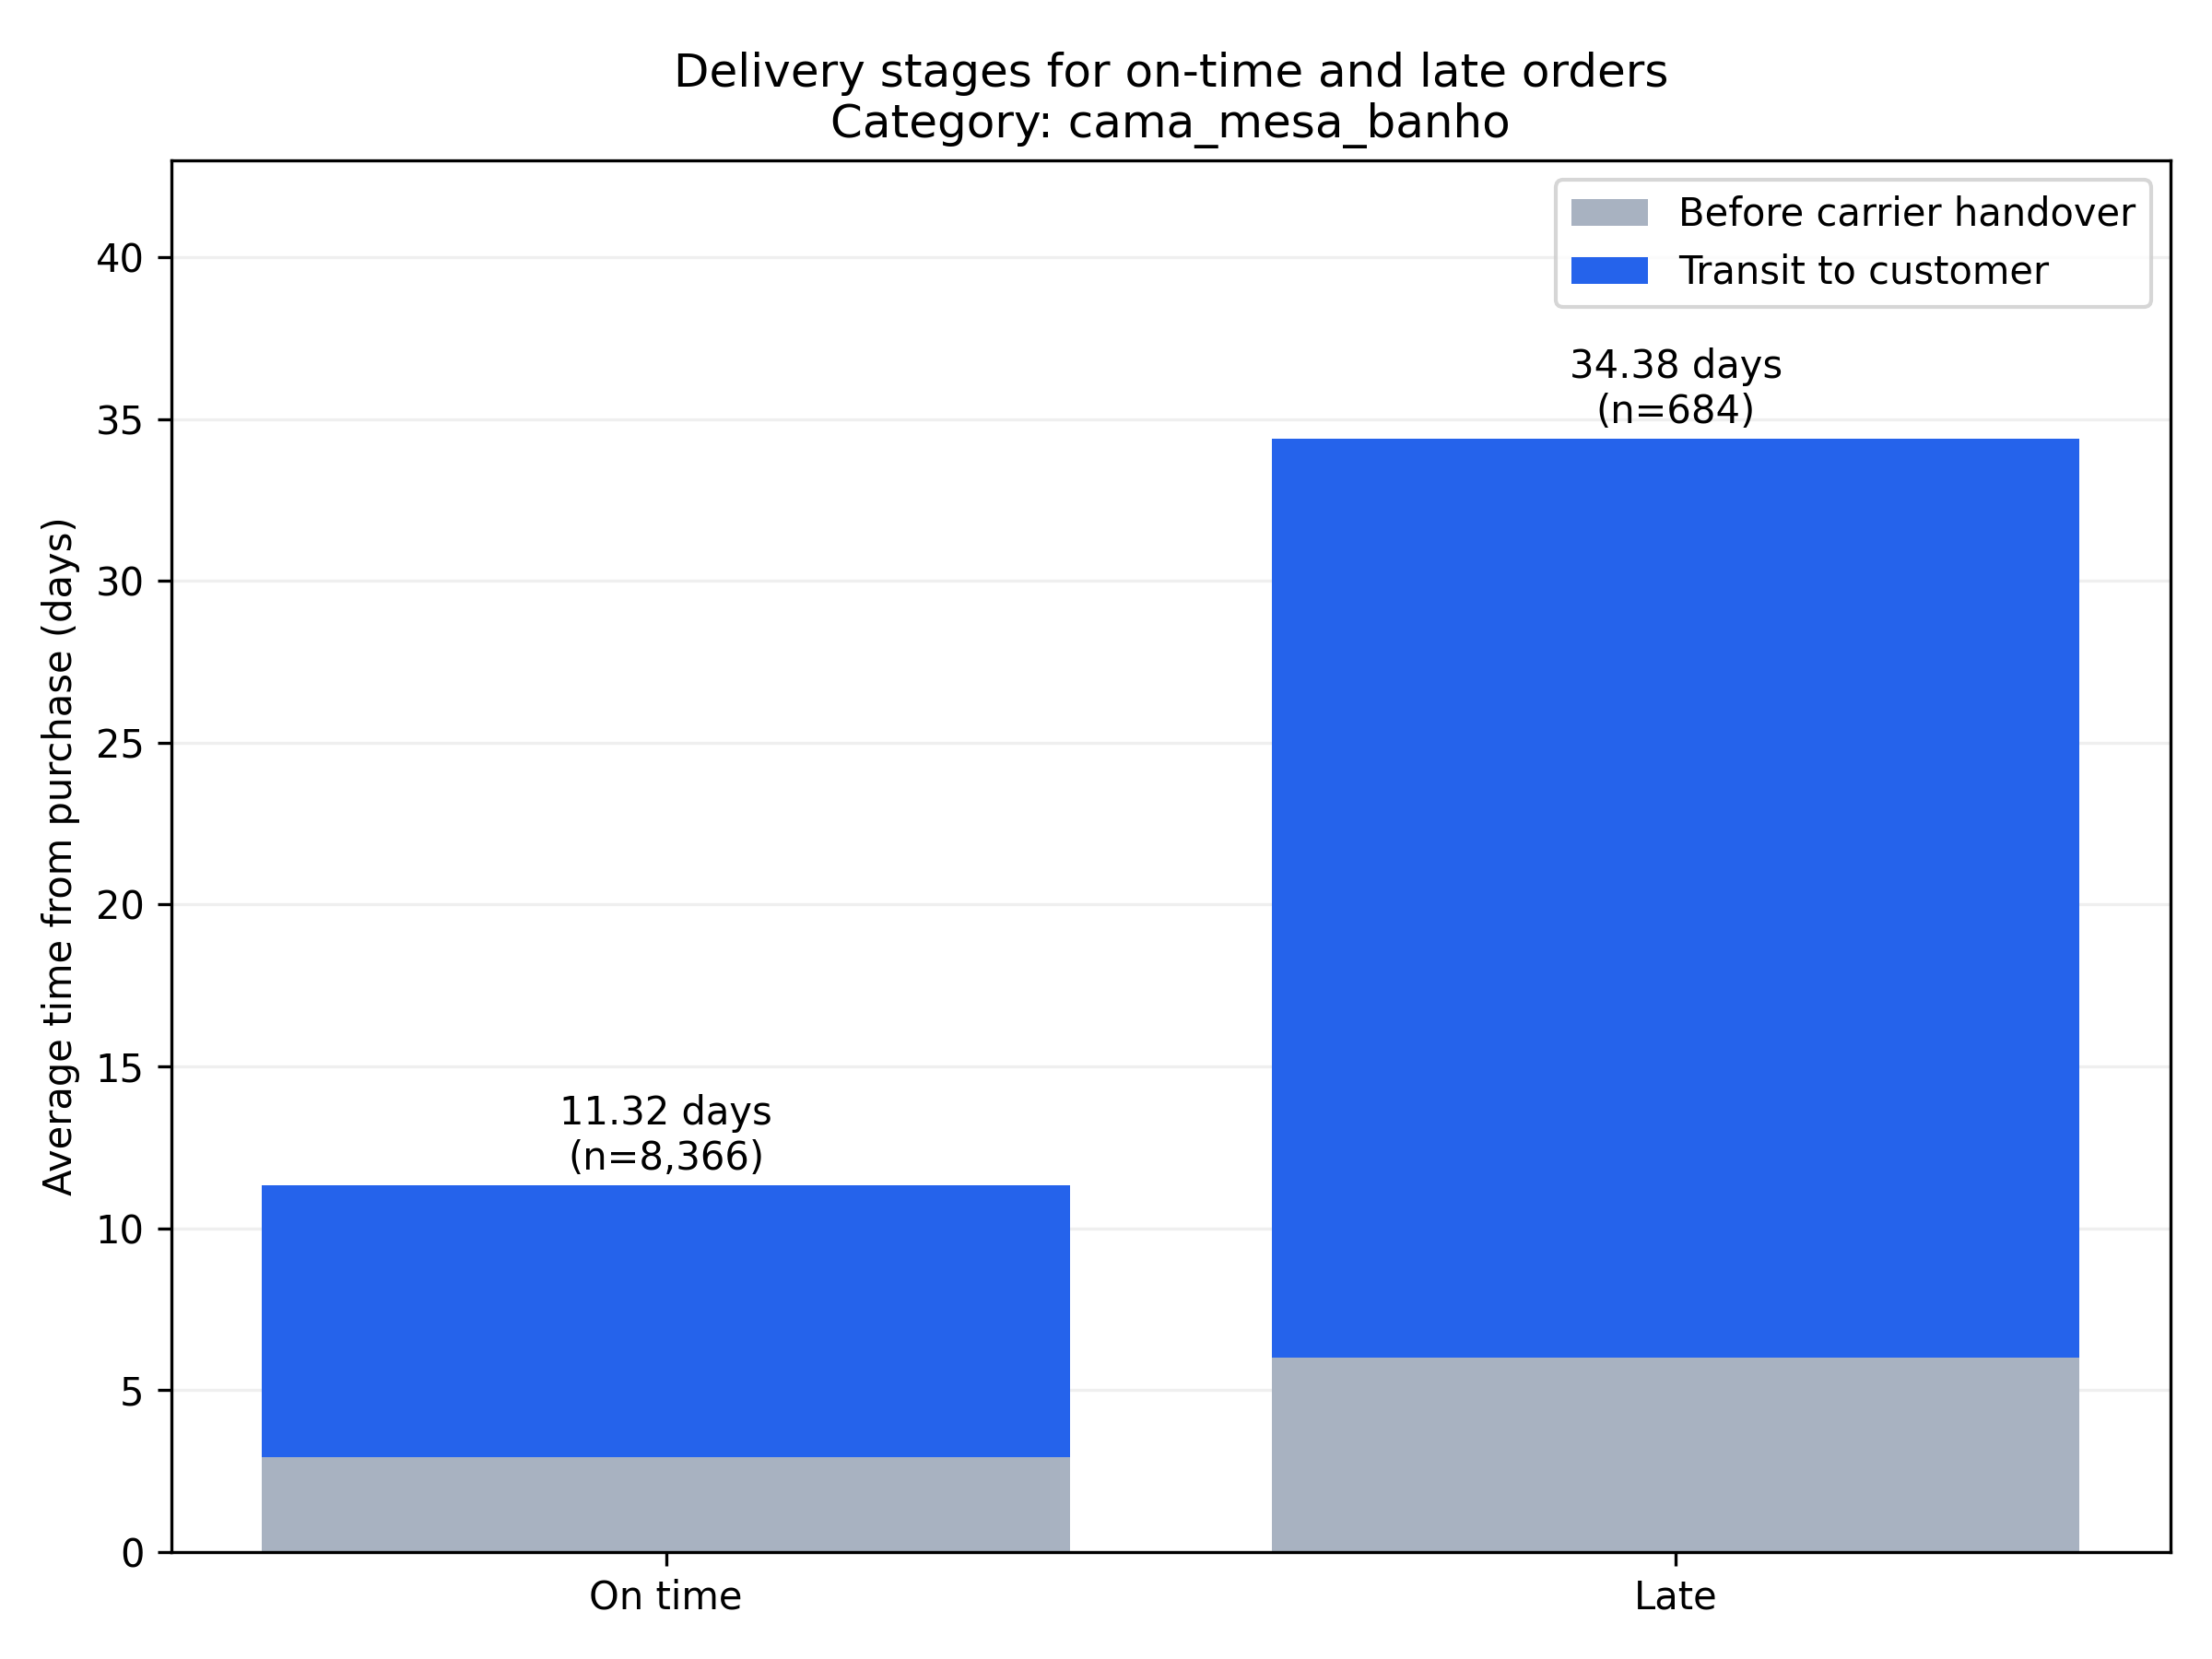 Delivery stages for on-time and late orders
Category: cama_mesa_banho
Before carrier handover
Transit to customer
34.38 days
(n=684)
11.32 days
(n=8,366)
Average time from purchase (days)
40
35
30
25
20
15
10
5
0
On time
Late